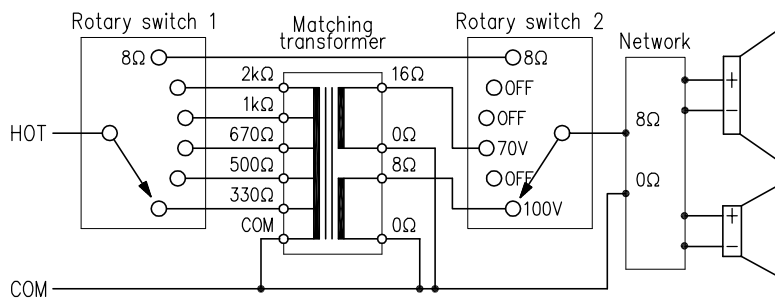 Rotary switch 1
Matching
transformer
Rotary switch 2
Network
8Ω
8Ω
2kΩ
16Ω
OFF
+
1kΩ
OFF
−
HOT
670Ω
0Ω
70V
8Ω
500Ω
8Ω
OFF
0Ω
330Ω
100V
+
COM
0Ω
−
COM